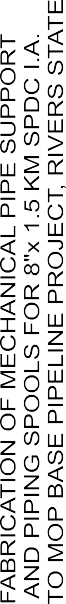 FABRICATION OF MECHANICAL PIPE SUPPORT
AND PIPING SPOOLS FOR 8"x 1.5 KM SPDC I.A.
TO MOP BASE PIPELINE PROJECT, RIVERS STATE